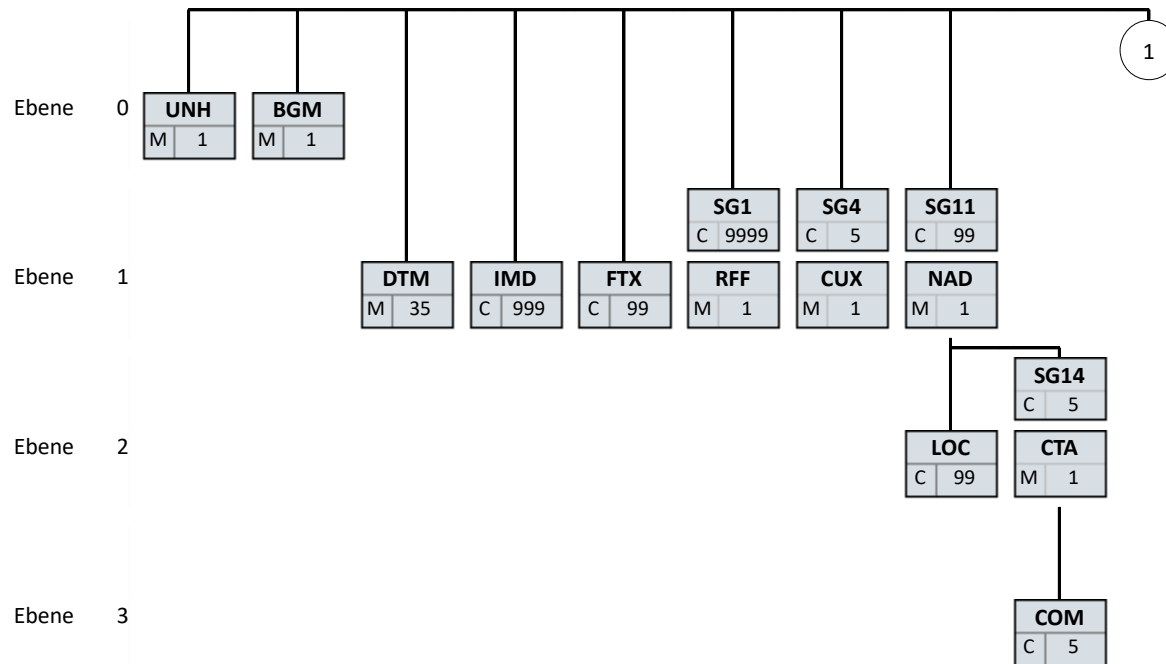 1
Ebene 0 UNH BGM
M 1 M 1
SG1 SG4 SG11
C 9999 C 5 C 99
Ebene 1 DTM IMD FTX RFF CUX NAD
M 35 C 999 C 99 M 1 M 1 M 1
SG14
C 5
Ebene 2 LOC CTA
C 99 M 1
Ebene 3 COM
C 5